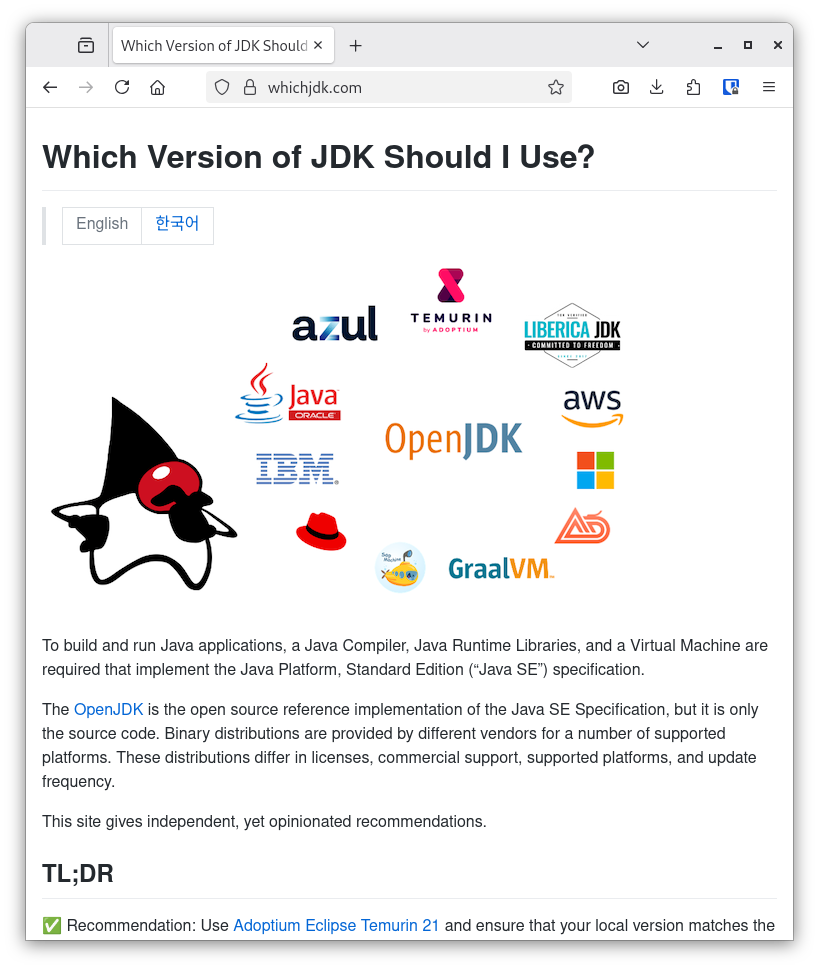 Which Version of JDK Should
whichjdk.com
Which Version of JDK Should I Use?
English 한국어
TEMURIN
by ADOPTIUM
azul
LIBERICA JDK
COMMITTED TO FREEDOM
Java
ORACLE
aws
OpenJDK
IBM
GraalVM
To build and run Java applications, a Java Compiler, Java Runtime Libraries, and a Virtual Machine are
required that implement the Java Platform, Standard Edition (“Java SE”) specification.
The OpenJDK is the open source reference implementation of the Java SE Specification, but it is only
the source code. Binary distributions are provided by different vendors for a number of supported
platforms. These distributions differ in licenses, commercial support, supported platforms, and update
frequency.
This site gives independent, yet opinionated recommendations.
TL;DR
✅ Recommendation: Use Adoptium Eclipse Temurin 21 and ensure that your local version matches the